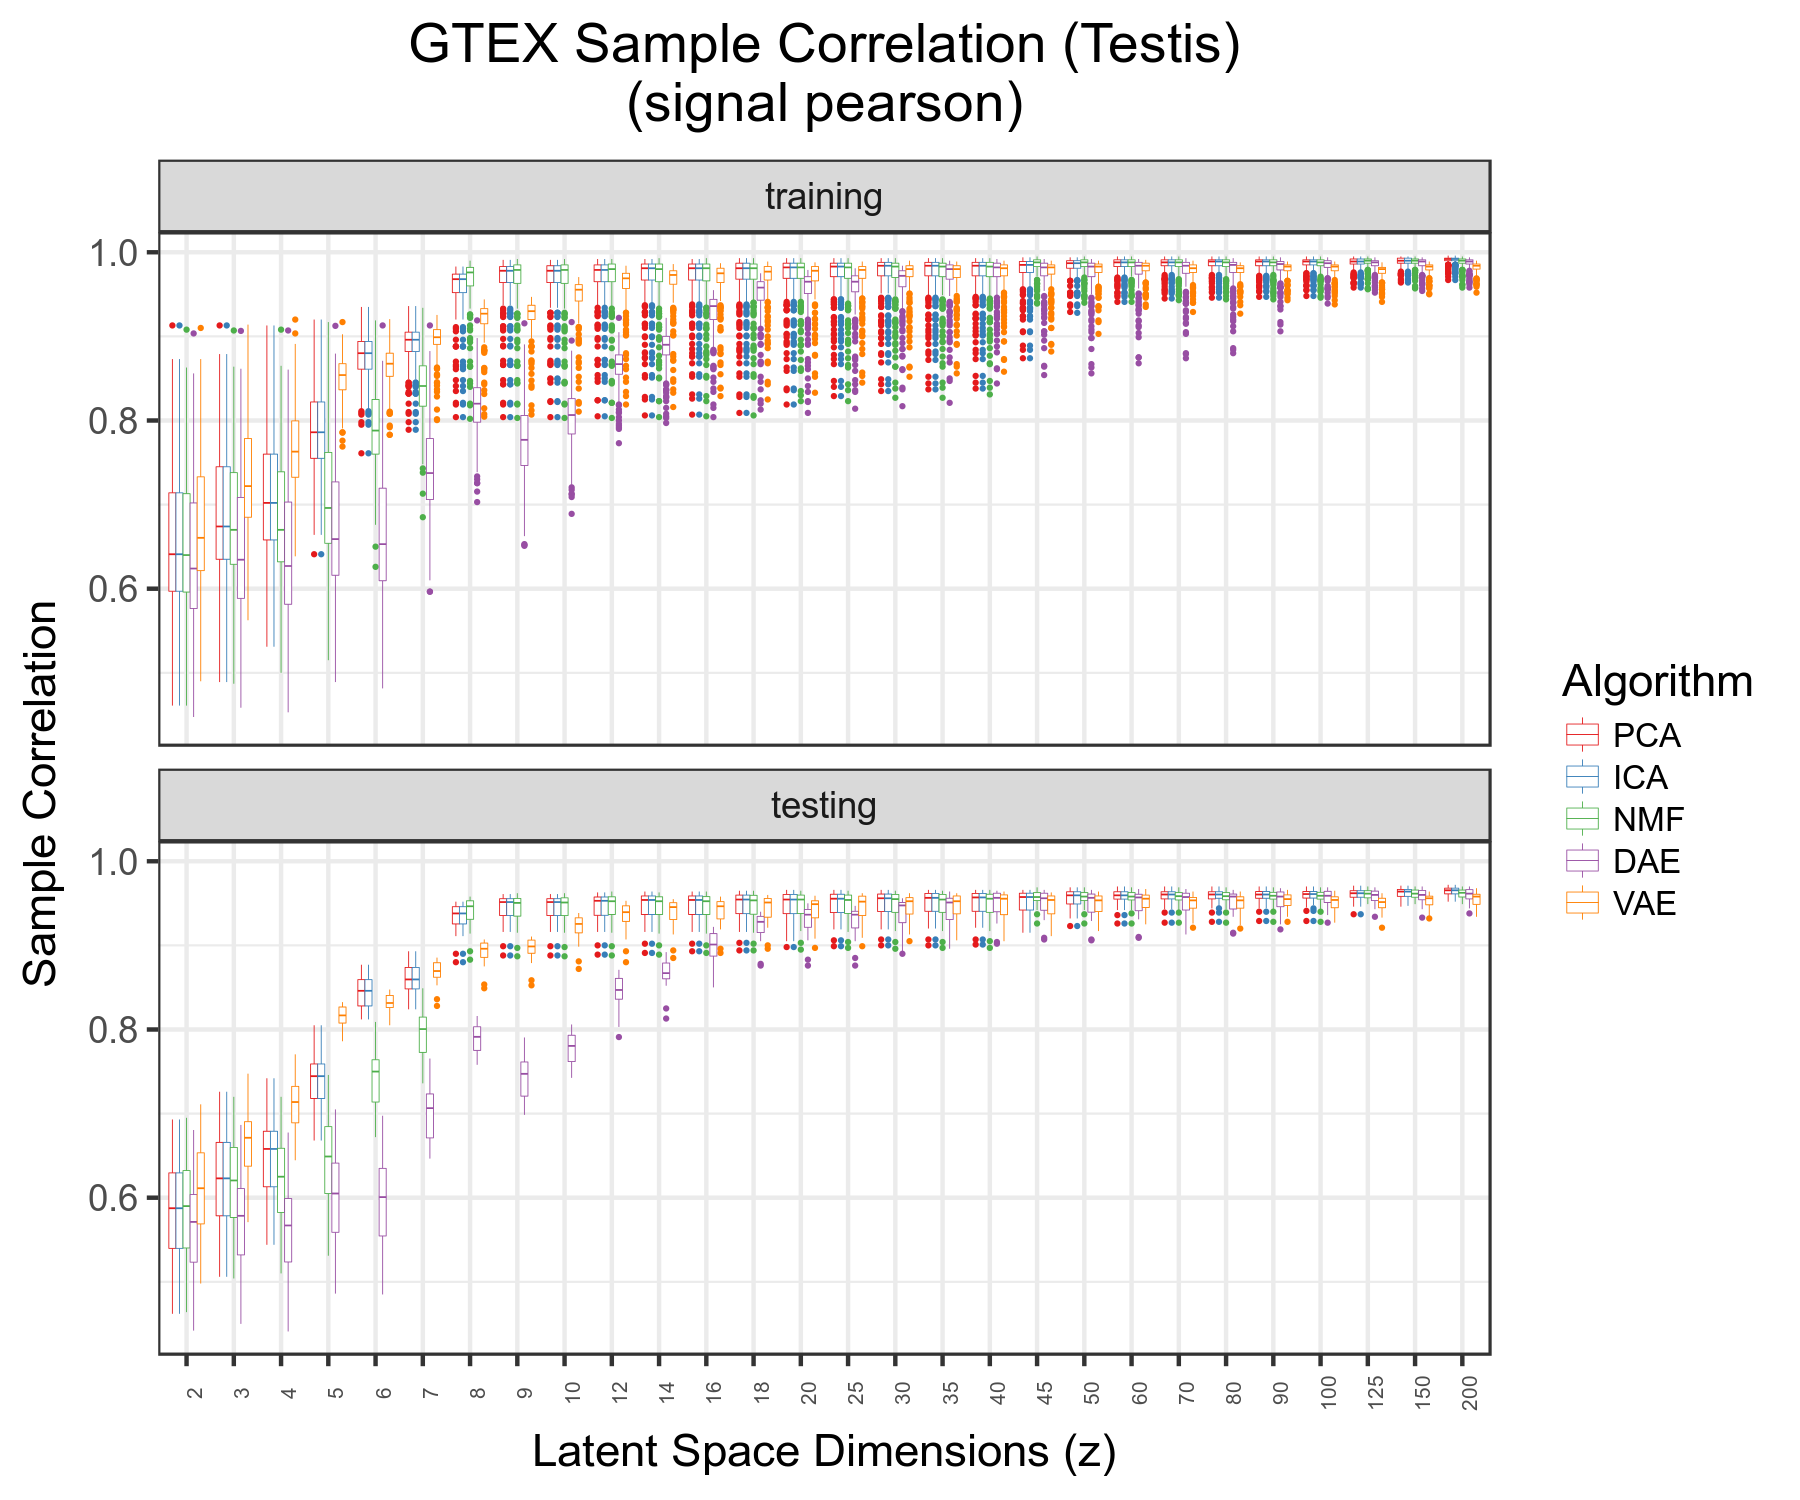 GTEX Sample Correlation (Testis)
(signal pearson)
training
1.0
0.8
0.6
testing
1.0
0.8
0.6
Sample Correlation
2 3 4 5 6 7 8 9 10 12 14 16 18 20 25 30 35 40 45 50 60 70 80 90 100 125 150 200
Latent Space Dimensions (z)
Algorithm
PCA
ICA
NMF
DAE
VAE